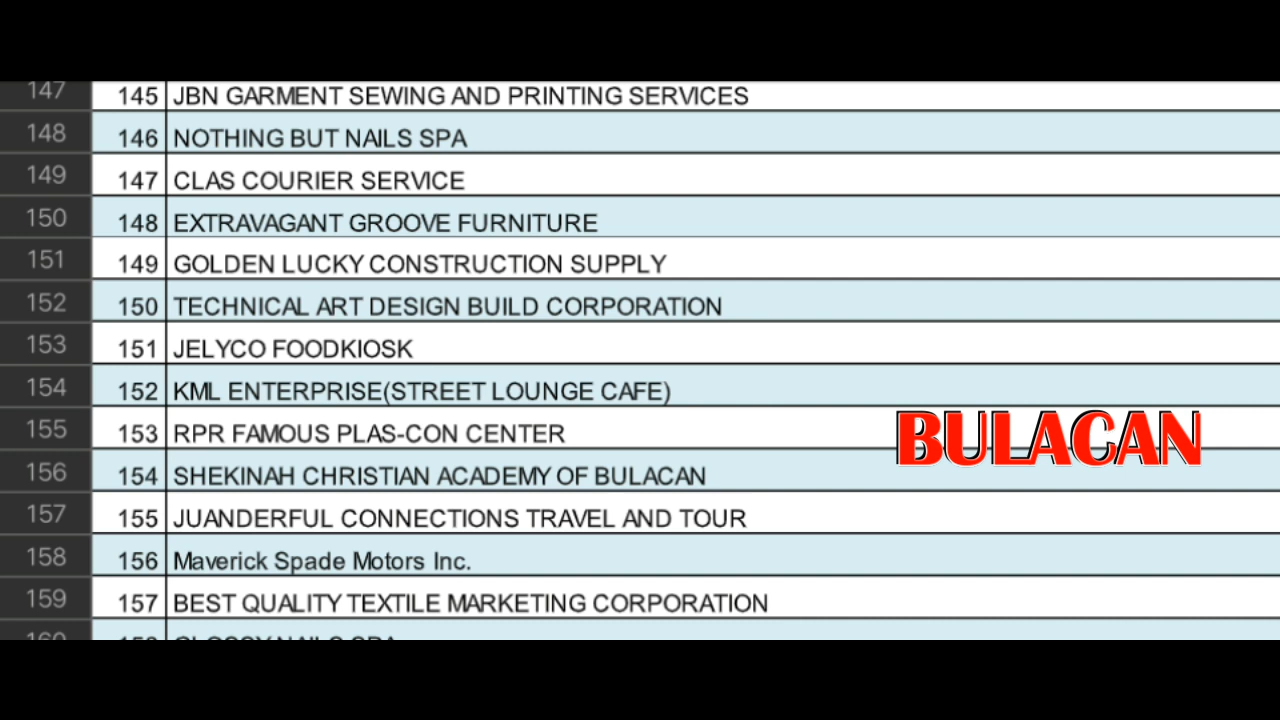 147 145 JBN GARMENT SEWING AND PRINTING SERVICES
148 146 NOTHING BUT NAILS SPA
149 147 CLAS COURIER SERVICE
150 148 EXTRAVAGANT GROOVE FURNITURE
151 149 GOLDEN LUCKY CONSTRUCTION SUPPLY
152 150 TECHNICAL ART DESIGN BUILD CORPORATION
153 151 JELYCO FOODKIOSK
154 152 KML ENTERPRISE(STREET LOUNGE CAFE)
155 153 RPR FAMOUS PLAS-CON CENTER
BULACAN
156 154 SHEKINAH CHRISTIAN ACADEMY OF BULACAN
157 155 JUANDERFUL CONNECTIONS TRAVEL AND TOUR
158 156 Maverick Spade Motors Inc.
159 157 BEST QUALITY TEXTILE MARKETING CORPORATION